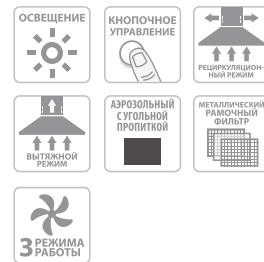 ОСВЕЩЕНИЕ
КНОПОЧНОЕ
УПРАВЛЕНИЕ
РЕЦИРКУЛЯЦИОН-
НЫЙ РЕЖИМ
ВЫТЯЖНОЙ
РЕЖИМ
АЭРОЗОЛЬНЫЙ
С УГОЛЬНОЙ
ПРОПИТКОЙ
МЕТАЛЛИЧЕСКИЙ
РАМОЧНЫЙ
ФИЛЬТР
3 РЕЖИМА
РАБОТЫ